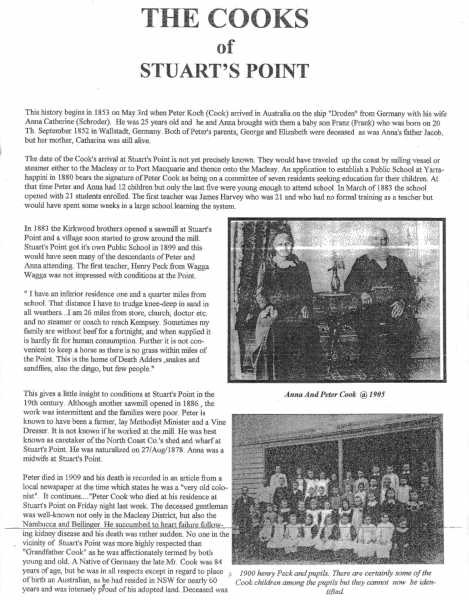 THE COOKS
of
STUART'S POINT
This history begins in 1853 on May 3rd when Peter Koch (Cook) arrived in Australia on the ship "Droden" from Germany with his wife
Anna Catherine (Schroder). He was 25 years old and he and Anna brought with them a baby son Franz (Frank) who was born on 20
Th. September 1852 in Wallstadt, Germany. Both of Peter's parents, George and Elizabeth were deceased as was Anna's father Jacob,
but her mother, Catharina was still alive.
The date of the Cook's arrival at Stuart's Point is not yet precisely known. They would have traveled up the coast by sailing vessel or
steamer either to the Macleay or to Port Macquarie and thence onto the Macleay. An application to establish a Public School at Yarra-
happini in 1880 bears the signature of Peter Cook as being on a committee of seven residents seeking education for their children. At
that time Peter and Anna had 12 children but only the last five were young enough to attend school. In March of 1883 the school
opened with 21 students enrolled. The first teacher was James Harvey who was 21 and who had no formal training as a teacher but
would have spent some weeks in a large school learning the system.
In 1883 the Kirkwood brothers opened a sawmill at Stuart's
Point and a village soon started to grow around the mill.
Stuart's Point got it's own Public School in 1899 and this
would have seen many of the descendants of Peter and
Anna attending. The first teacher, Henry Peck from Wagga
Wagga was not impressed with conditions at the Point.
" I have an inferior residence one and a quarter miles from
school. That distance I have to trudge knee-deep in sand in
all weathers. .I am 26 miles from store, church, doctor etc.
and no steamer or coach to reach Kempsey. Sometimes my
family are without beef for a fortnight, and when supplied it
is hardly fit for human consumption. Further it is not con-
venient to keep a horse as there is no grass within miles of
the Point. This is the home of Death Adders ,snakes and
sandflies, also the dingo, but few people."
This gives a little insight to conditions at Stuart's Point in the
19th century. Although another sawmill opened in 1886 , the
work was intermittent and the families were poor. Peter is
known to have been a farmer, lay Methodist Minister and a Vine
Dresser. It is not known if he worked at the mill. He was best
known as caretaker of the North Coast Co.'s shed and wharf at
Stuart's Point. He was naturalized on 27/Aug/1878. Anna was a
midwife at Stuart's Point.
Peter died in 1909 and his death is recorded in an article from a
local newspaper at the time which states he was a "very old colo-
nist". It continues...."Peter Cook who died at his residence at
Stuart's Point on Friday night last week. The deceased gentleman
was well-known not only in the Macleay District, but also the
Nambucca and Bellinger. He succumbed to heart failure follow-
ing kidney disease and his death was rather sudden. No one in the
vicinity of Stuart's Point was more highly respected than
"Grandfather Cook" as he was affectionately termed by both
young and old. A Native of Germany the late Mr. Cook was 84
years of age, but he was in all respects except in regard to place
of birth an Australian, as he had resided in NSW for nearly 60
years and was intensely proud of his adopted land. Deceased was
Anna And Peter Cook @ 1905
1900 henry Peck and pupils. There are certainly some of the
Cook children among the pupils but they cannot now be iden-
tified.